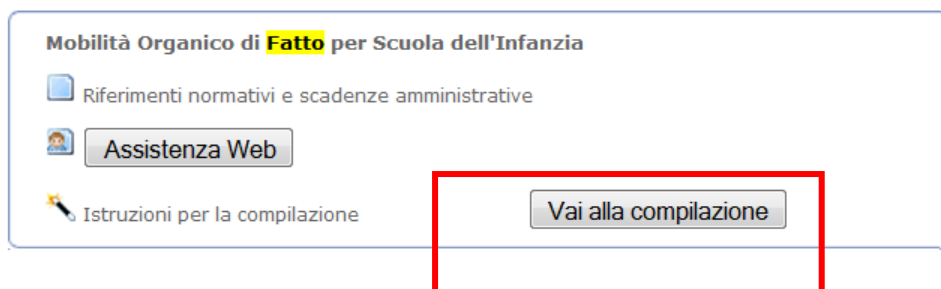 Mobilità Organico di Fatto per Scuola dell'Infanzia
Riferimenti normativi e scadenze amministrative
Assistenza Web
Istruzioni per la compilazione Vai alla compilazione